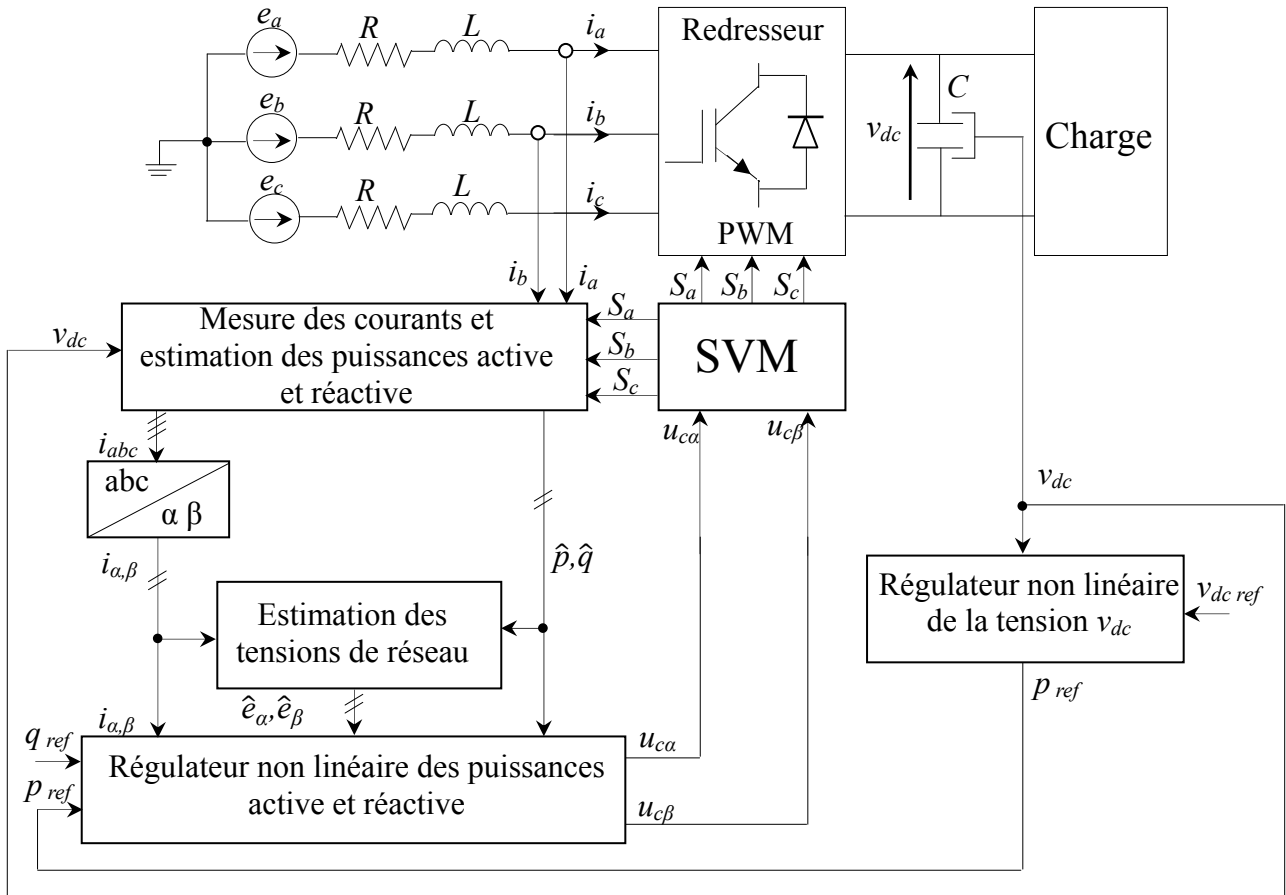 e_a R L i_a
Redresseur
PWM
e_b R L i_b
e_c R L i_c
v_dc
C
Charge
i_b i_a
S_a S_b S_c
v_dc
Mesure des courants et
estimation des puissances active
et réactive
S_a
S_b
S_c
SVM
i_abc
u_cα u_cβ
abc
α β
v_dc
i_α,β
p̂,q̂
Estimation des
tensions de réseau
Régulateur non linéaire
de la tension v_dc
v_dc ref
ê_α,ê_β
i_α,β
p ref
q ref
p ref
Régulateur non linéaire des puissances
active et réactive
u_cα
u_cβ